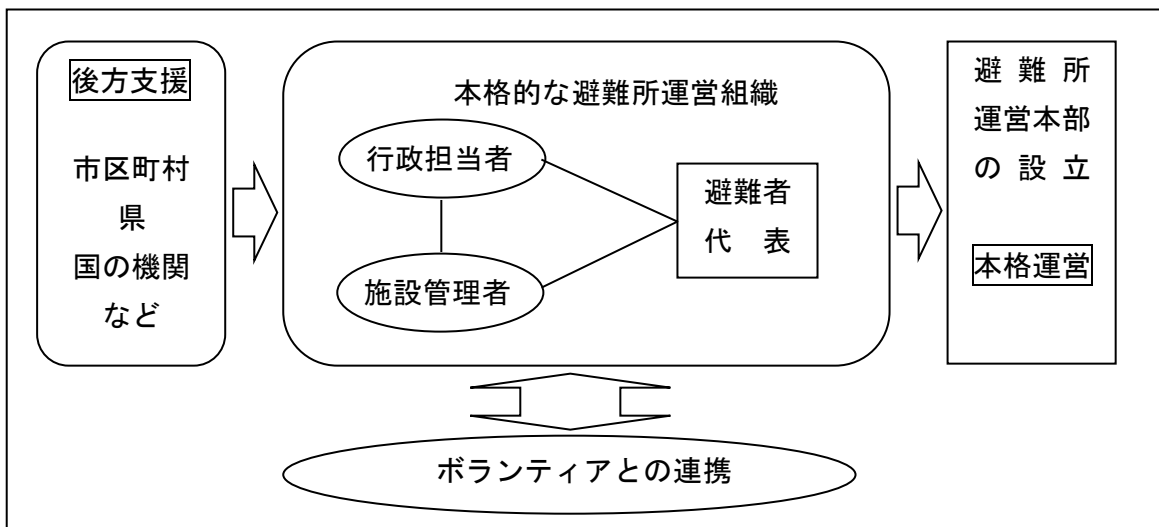 後方支援
市区町村
県
国の機関
など
本格的な避難所運営組織
行政担当者
施設管理者
避難者
代　表
避 難 所
運営本部
の 設 立
本格運営
ボランティアとの連携